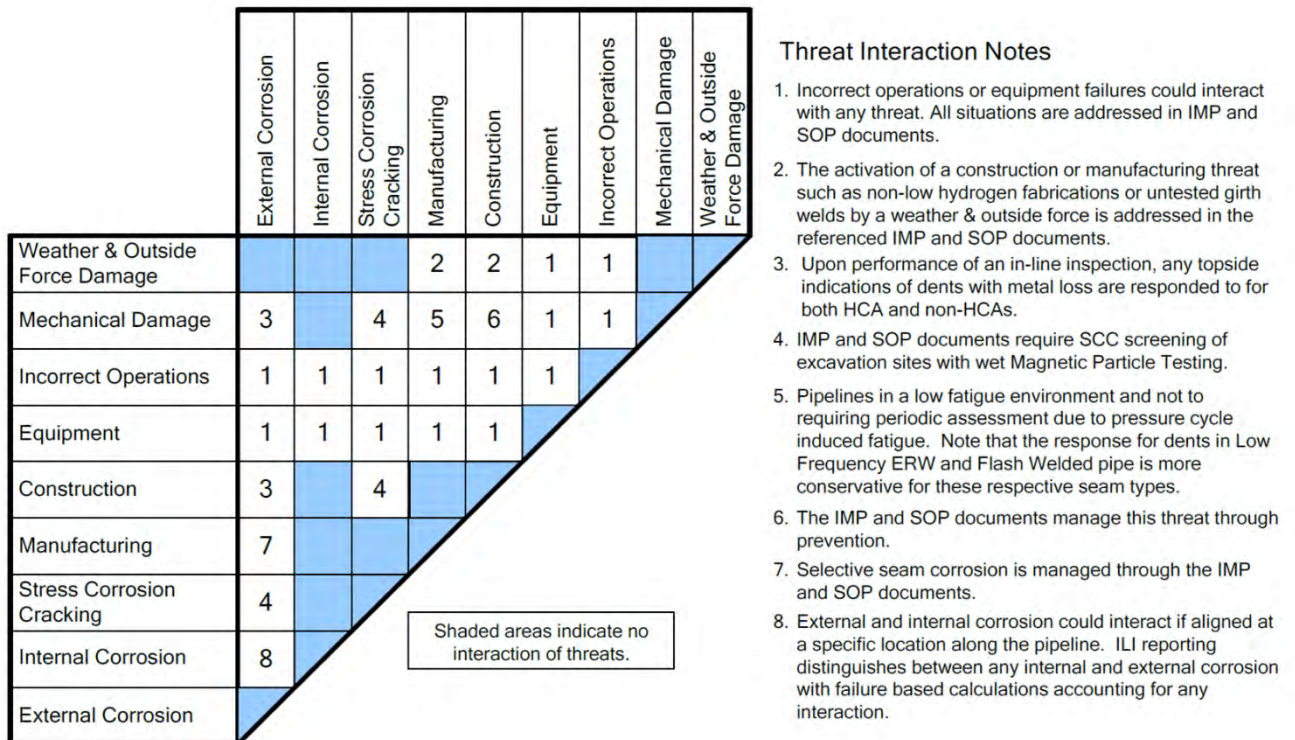 External Corrosion
Internal Corrosion
Stress Corrosion
Cracking
Manufacturing
Construction
Equipment
Incorrect Operations
Mechanical Damage
Weather & Outside
Force Damage
Weather & Outside
Force Damage
2 2 1 1
Mechanical Damage 3 4 5 6 1 1
Incorrect Operations 1 1 1 1 1 1
Equipment 1 1 1 1 1
Construction 3 4
Manufacturing 7
Stress Corrosion
Cracking
4
Internal Corrosion 8
External Corrosion
Shaded areas indicate no
interaction of threats.
Threat Interaction Notes
1. Incorrect operations or equipment failures could interact
with any threat. All situations are addressed in IMP and
SOP documents.
2. The activation of a construction or manufacturing threat
such as non-low hydrogen fabrications or untested girth
welds by a weather & outside force is addressed in the
referenced IMP and SOP documents.
3. Upon performance of an in-line inspection, any topside
indications of dents with metal loss are responded to for
both HCA and non-HCAs.
4. IMP and SOP documents require SCC screening of
excavation sites with wet Magnetic Particle Testing.
5. Pipelines in a low fatigue environment and not to
requiring periodic assessment due to pressure cycle
induced fatigue. Note that the response for dents in Low
Frequency ERW and Flash Welded pipe is more
conservative for these respective seam types.
6. The IMP and SOP documents manage this threat through
prevention.
7. Selective seam corrosion is managed through the IMP
and SOP documents.
8. External and internal corrosion could interact if aligned at
a specific location along the pipeline. ILI reporting
distinguishes between any internal and external corrosion
with failure based calculations accounting for any
interaction.